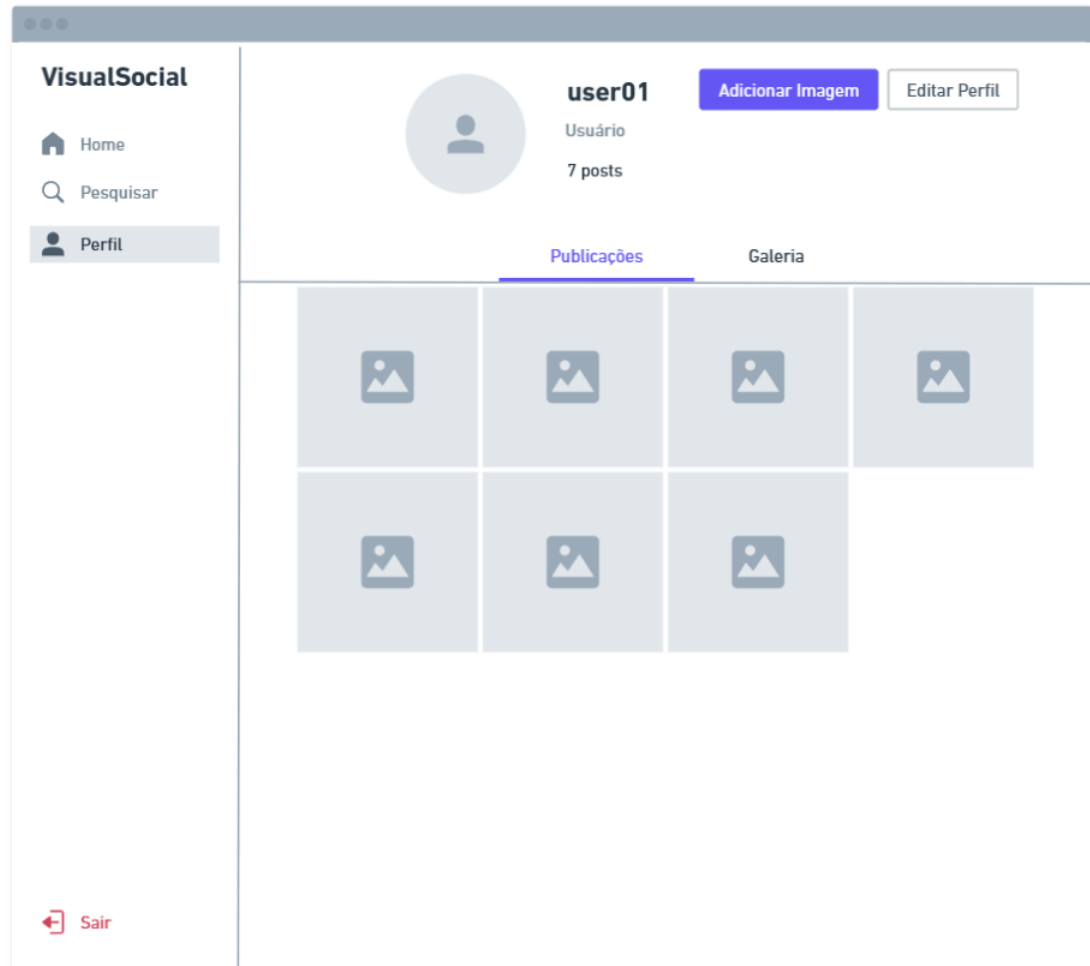 VisualSocial
Home
Pesquisar
Perfil
Sair
user01
Usuário
7 posts
Adicionar Imagem
Editar Perfil
Publicações
Galeria